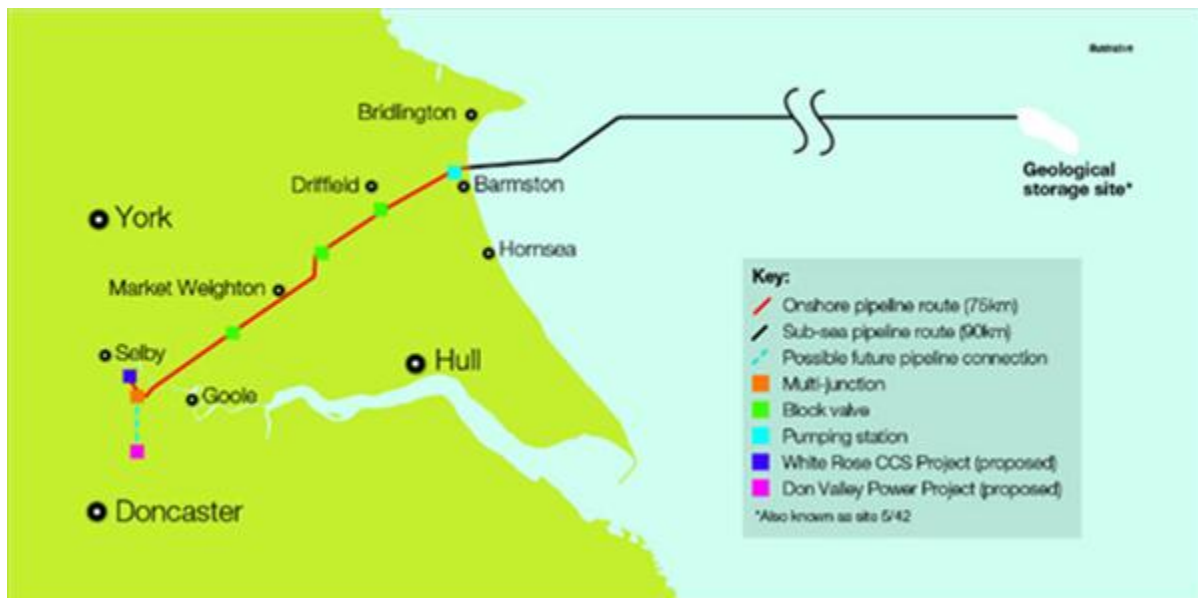 Illustrative
Bridlington
Driffield
Barmston
York
Hornsea
Market Weighton
Selby
Hull
Goole
Doncaster
Geological
storage site*
Key:
Onshore pipeline route (75km)
Sub-sea pipeline route (90km)
Possible future pipeline connection
Multi-junction
Block valve
Pumping station
White Rose CCS Project (proposed)
Don Valley Power Project (proposed)
*Also known as site 5/42